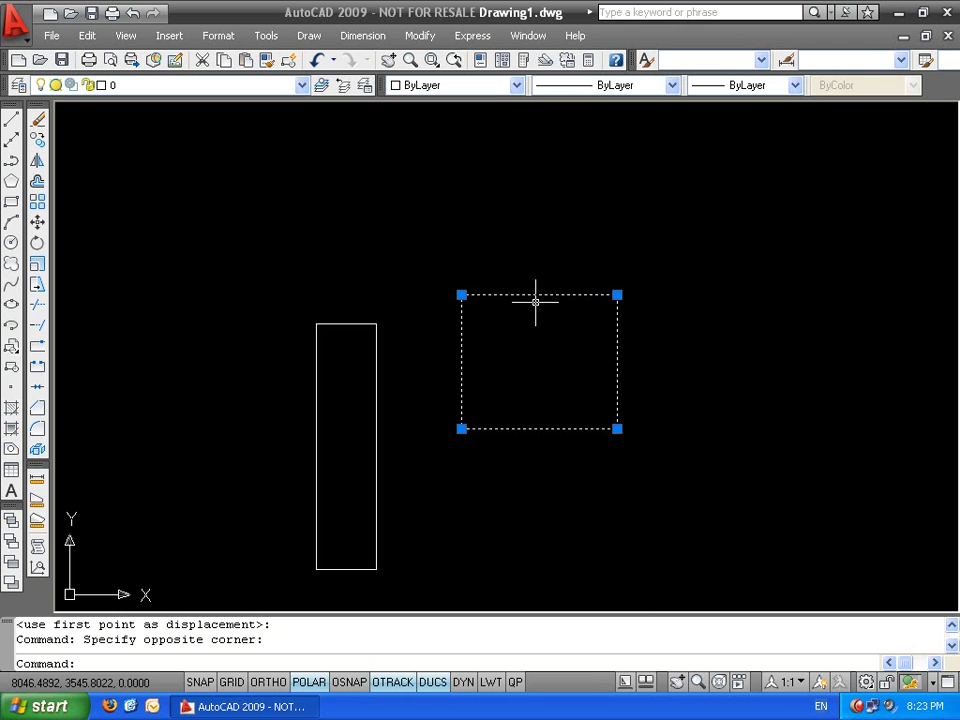 AutoCAD 2009 - NOT FOR RESALE Drawing1.dwg
Type a keyword or phrase
File Edit View Insert Format Tools Draw Dimension Modify Express Window Help
0 ByLayer ByLayer ByLayer ByColor
A
Y
X
<use first point as displacement>:
Command: Specify opposite corner:
Command:
8046.4892, 3545.8022, 0.0000 SNAP GRID ORTHO POLAR OSNAP OTRACK DUCS DYN LWT QP 1:1
start AutoCAD 2009 - NOT... EN 8:23 PM